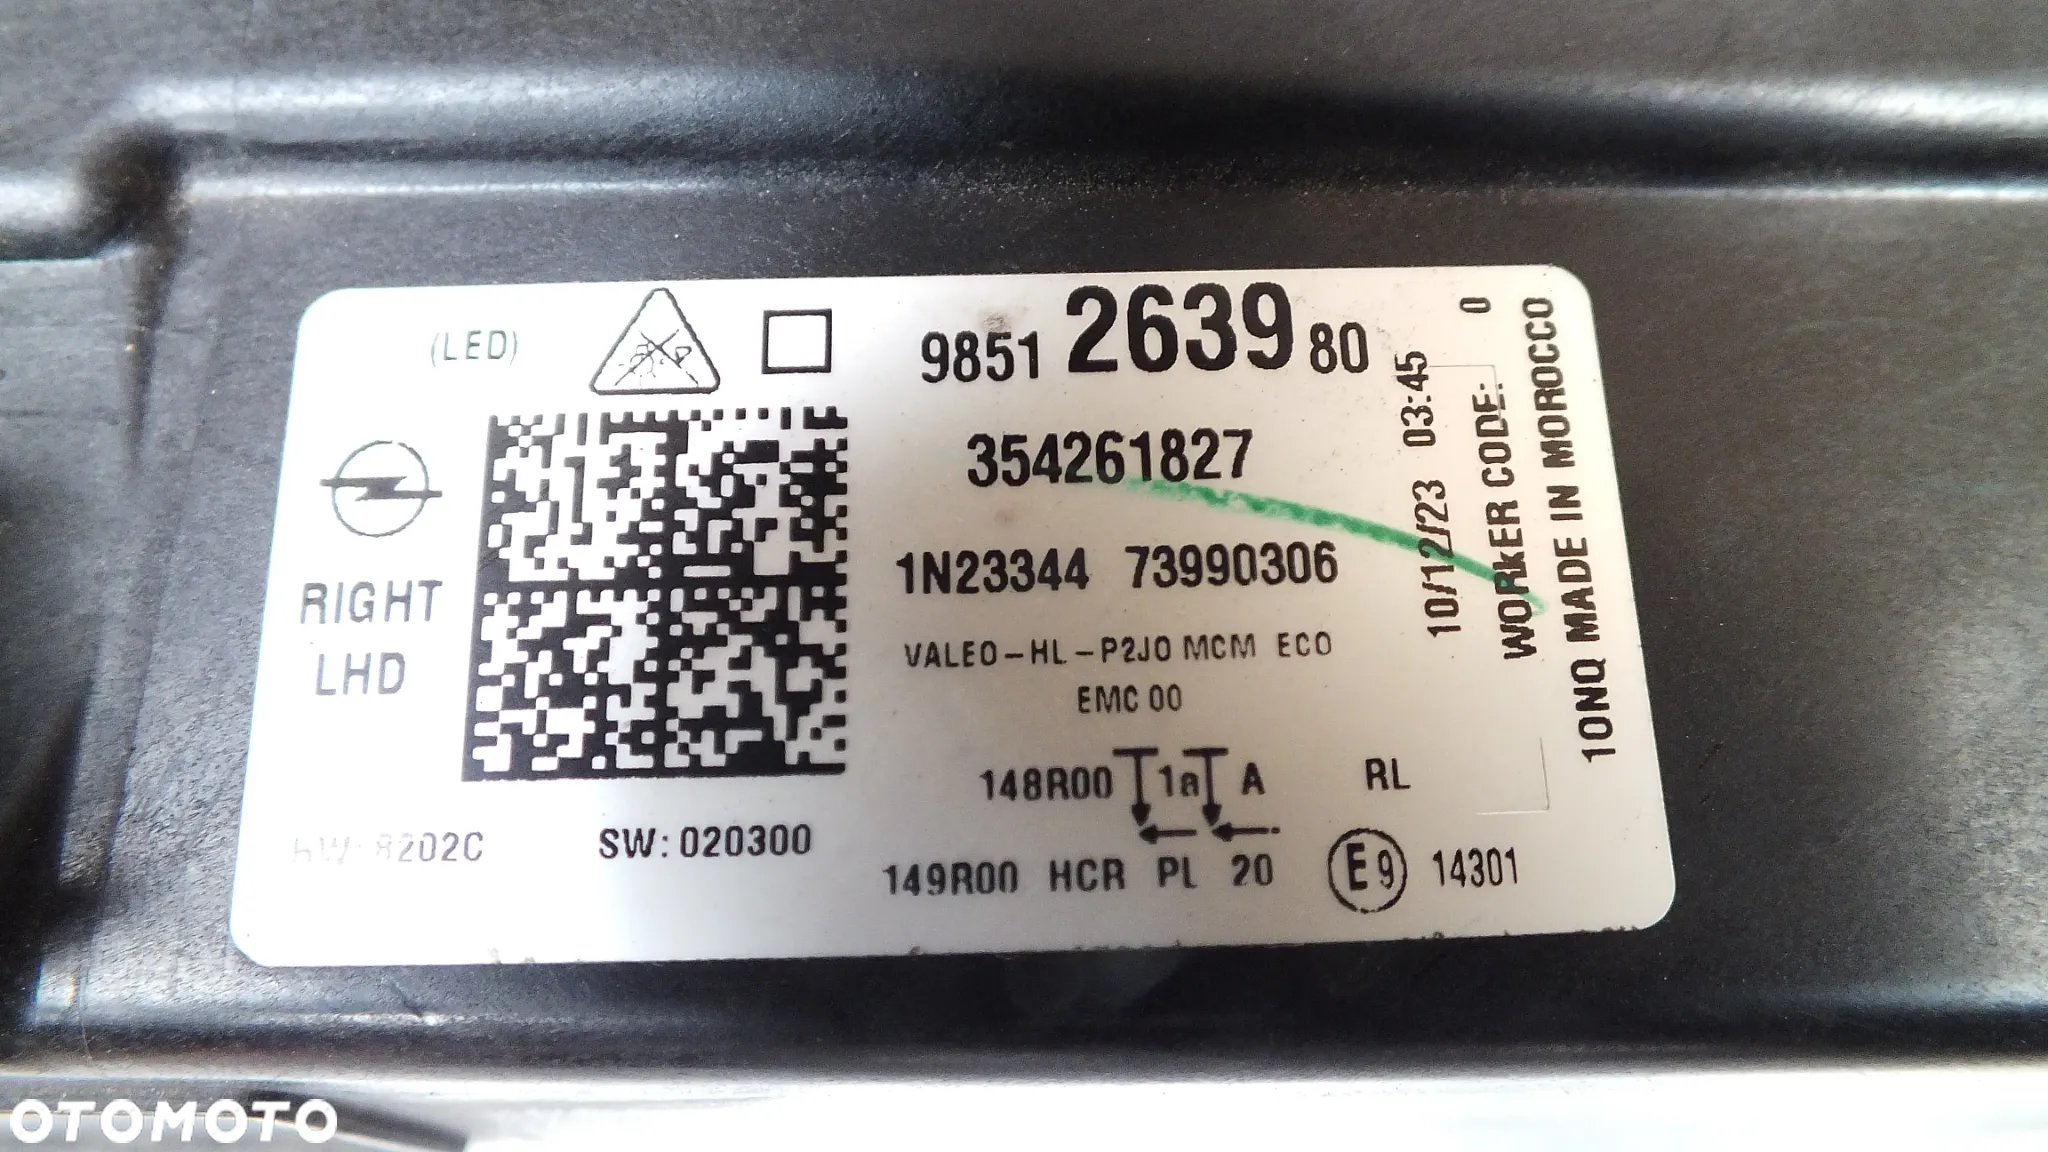 (LED)
9851 2639 80
354261827
1N23344 73990306
VALEO-HL-P2JO MCM ECO
EMC 00
RIGHT
LHD
148R00 1a A RL
149R00 HCR PL 20 E9 14301
HW: 8202C SW: 020300
10/12/23 03:45
WORKER CODE: 0
10NQ MADE IN MOROCCO
OTOMOTO